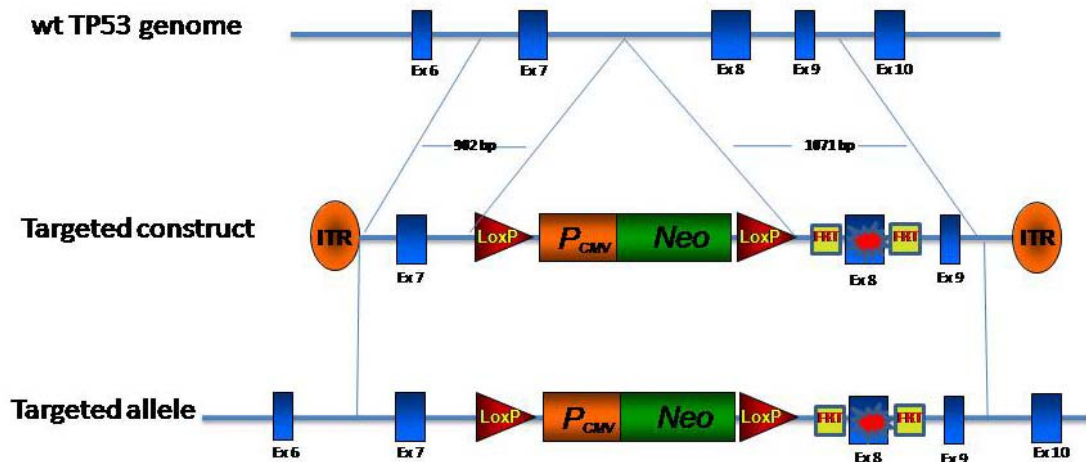 wt TP53 genome
Ex 6
Ex 7
Ex 8
Ex 9
Ex 10
902 bp
1071 bp
Targeted construct
ITR
LoxP
PCMV
Neo
LoxP
FRT
FRT
ITR
Ex 7
Ex 8
Ex 9
Targeted allele
LoxP
PCMV
Neo
LoxP
FRT
FRT
Ex 6
Ex 7
Ex 8
Ex 9
Ex 10